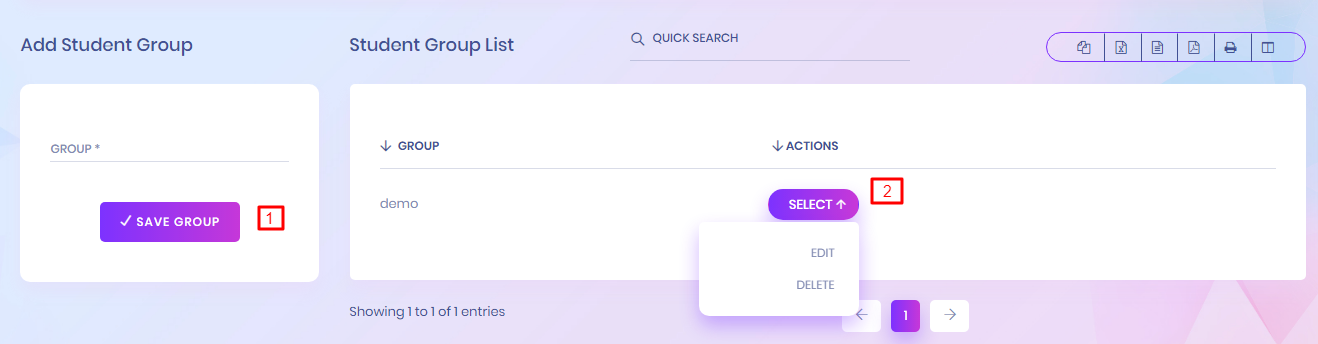 Add Student Group
Student Group List
QUICK SEARCH
GROUP *
SAVE GROUP
1
GROUP
ACTIONS
demo
SELECT
2
EDIT
DELETE
Showing 1 to 1 of 1 entries
1